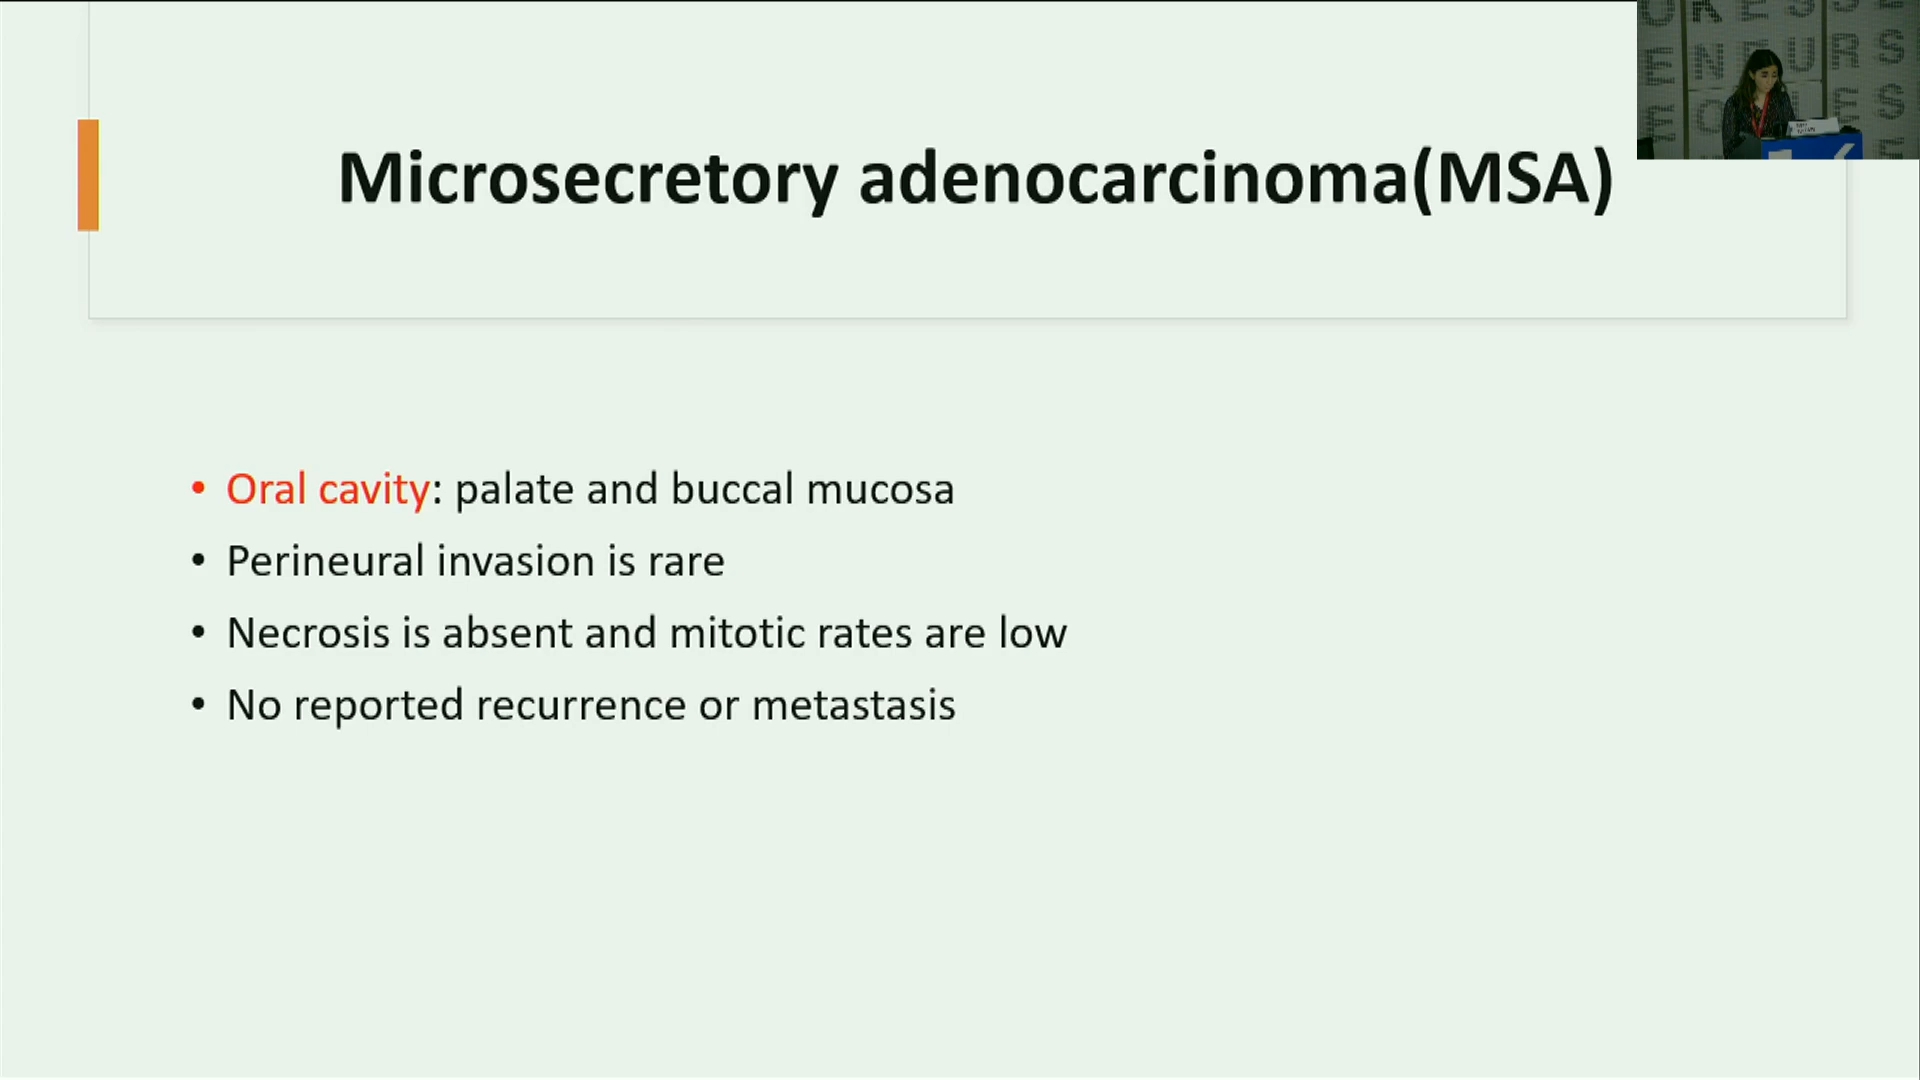 Microsecretory adenocarcinoma(MSA)
• Oral cavity: palate and buccal mucosa
• Perineural invasion is rare
• Necrosis is absent and mitotic rates are low
• No reported recurrence or metastasis